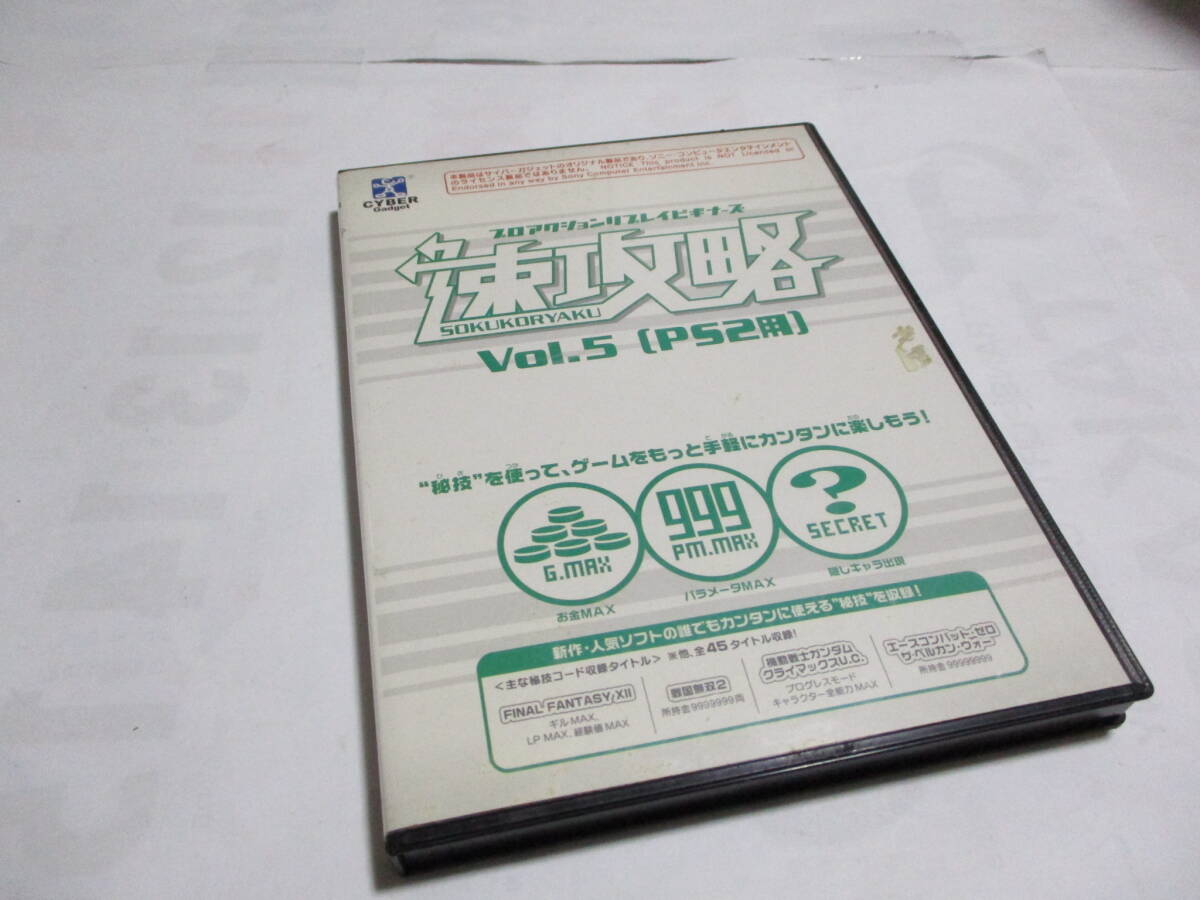 本製品はサイバーガジェットのオリジナル製品であり、ソニー・コンピュータエンタテインメント
のライセンス製品ではありません。 NOTICE This product is NOT Licensed or
Endorsed in any way by Sony Computer Entertainment Inc.
CYBER
Gadget
プロアクションリプレイビギナーズ
速攻略
SOKUKORYAKU
Vol.5 (PS2用)
“秘技”を使って、ゲームをもっと手軽にカンタンに楽しもう!
G.MAX
999
PM.MAX
?
SECRET
お金MAX
パラメータMAX
隠しキャラ出現
新作・人気ソフトの誰でもカンタンに使える“秘技”を収録!
<主な秘技コード収録タイトル> ※他、全45タイトル収録!
FINAL FANTASY XII
ギルMAX、
LP MAX、経験値MAX
戦国無双2
所持金9999999両
機動戦士ガンダム
クライマックスU.C.
プログレスモード
キャラクター全能力MAX
エースコンバット・ゼロ
ザ・ベルカン・ウォー
所持金99999999